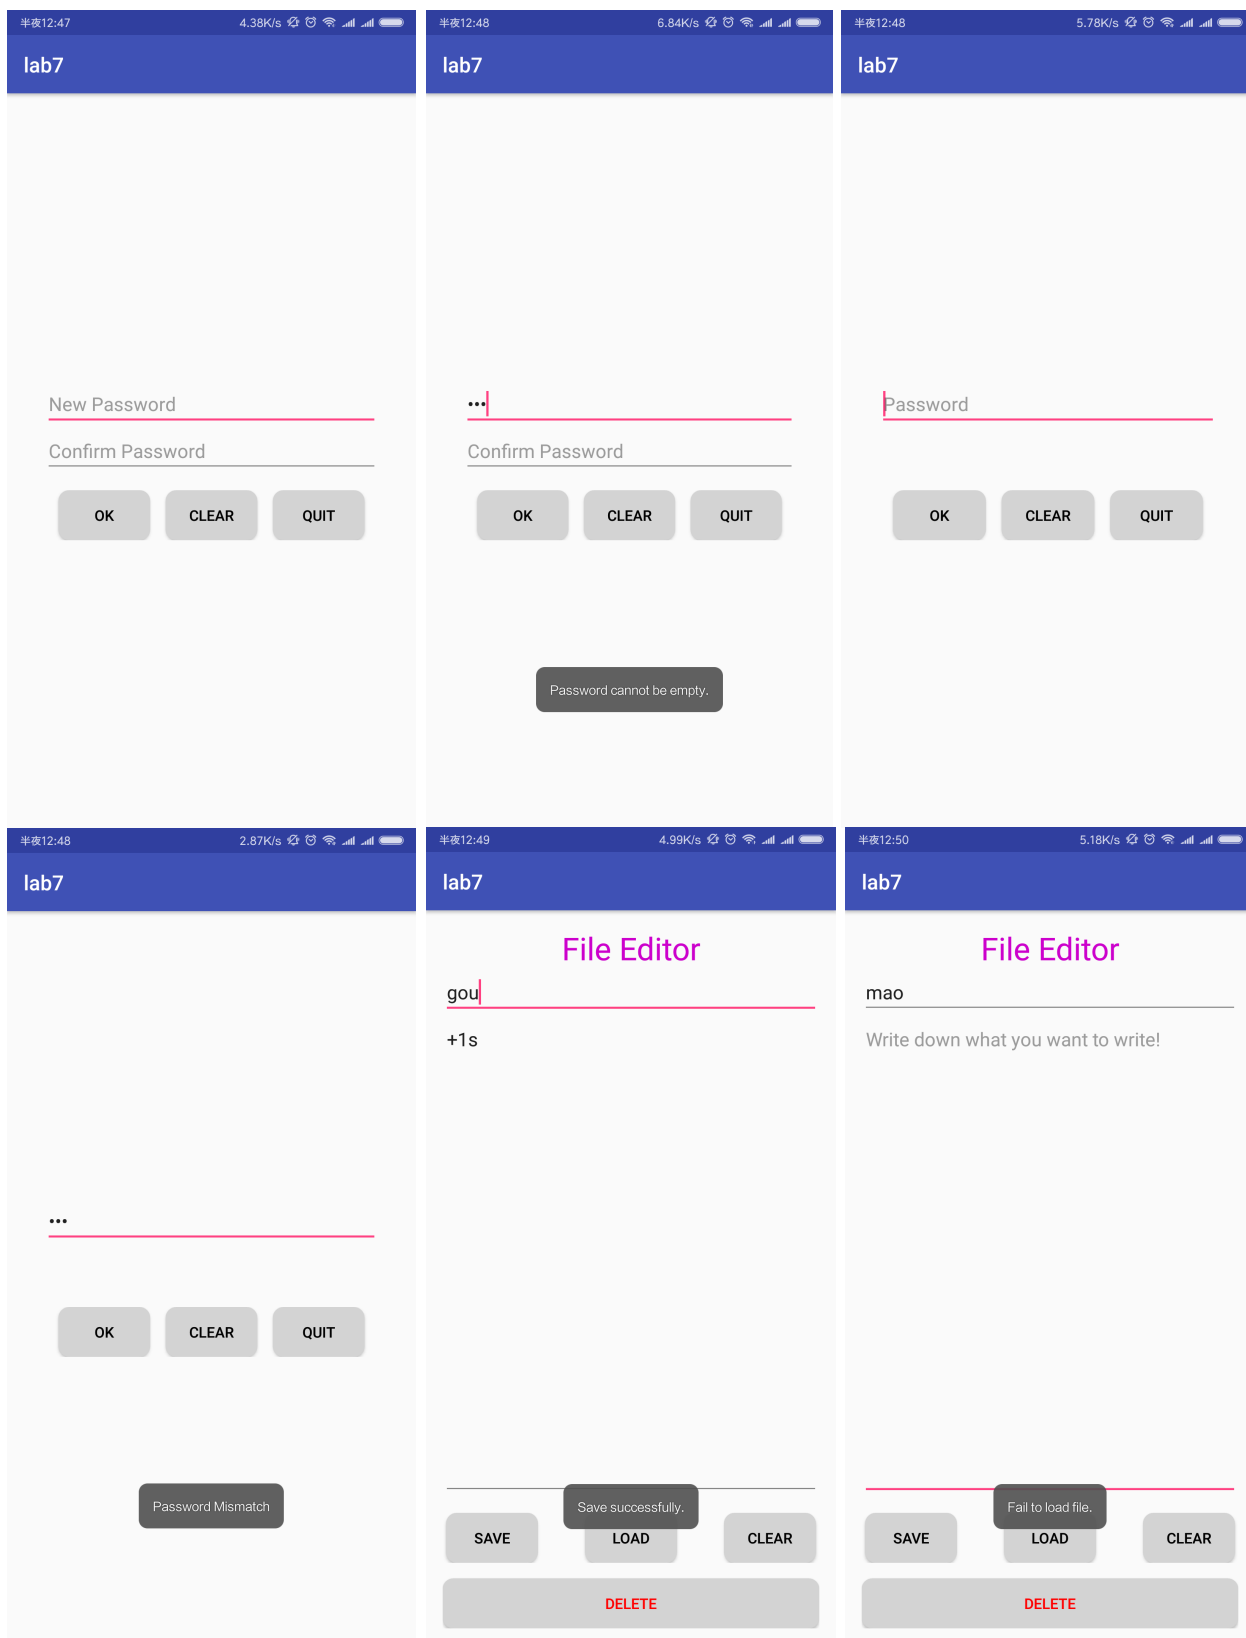 半夜12:47 4.38K/s
lab7
New Password
Confirm Password
OK CLEAR QUIT
半夜12:48 6.84K/s
lab7
•••
Confirm Password
OK CLEAR QUIT
Password cannot be empty.
半夜12:48 5.78K/s
lab7
Password
OK CLEAR QUIT
半夜12:48 2.87K/s
lab7
•••
OK CLEAR QUIT
Password Mismatch
半夜12:49 4.99K/s
lab7
File Editor
gou
+1s
Save successfully.
SAVE LOAD CLEAR
DELETE
半夜12:50 5.18K/s
lab7
File Editor
mao
Write down what you want to write!
Fail to load file.
SAVE LOAD CLEAR
DELETE